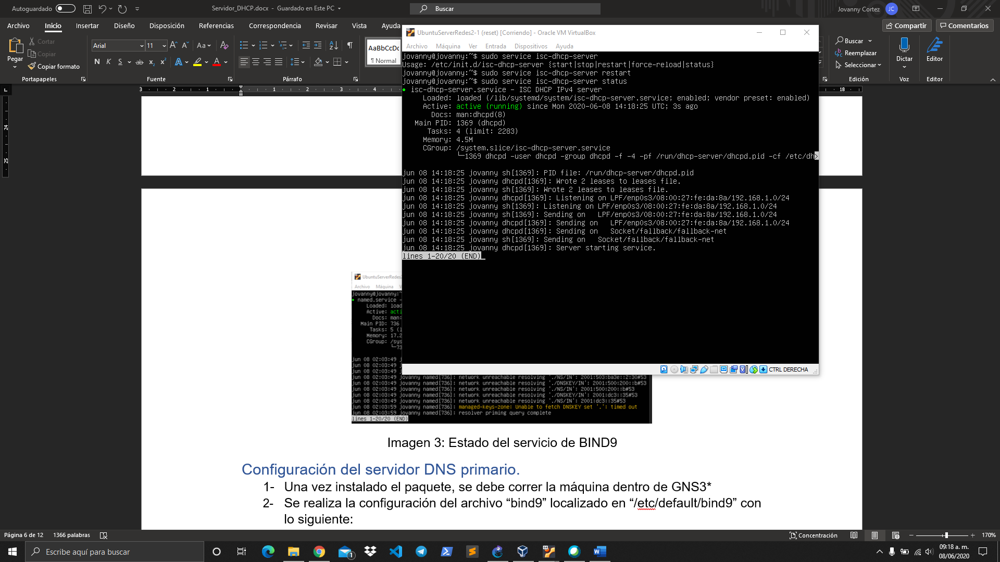 Autoguardado
Servidor_DHCP.docx - Guardado en Este PC
Buscar
Jovanny Cortez
JC
Archivo Inicio Insertar Diseño Disposición Referencias Correspondencia Revisar Vista Ayuda
Compartir
Comentarios
Pegar
Cortar
Copiar
Copiar formato
Portapapeles
Arial
11
Aa
N K S ab x₂ x²
Fuente
Párrafo
AaBbCcDc
¶ Normal
Buscar
Reemplazar
Seleccionar
Edición
Dictar
Voz
Editor
Editor
3 2 1 1 2 3 4 18
24
25
UbuntuServerRedes2-1 (reset) [Corriendo] - Oracle VM VirtualBox
Archivo Máquina Ver Entrada Dispositivos Ayuda
jovanny@jovanny:~$ sudo service isc-dhcp-server
Usage: /etc/init.d/isc-dhcp-server {start|stop|restart|force-reload|status}
jovanny@jovanny:~$ sudo service isc-dhcp-server restart
jovanny@jovanny:~$ sudo service isc-dhcp-server status
● isc-dhcp-server.service - ISC DHCP IPv4 server
Loaded: loaded (/lib/systemd/system/isc-dhcp-server.service; enabled; vendor preset: enabled)
Active: active (running) since Mon 2020-06-08 14:18:25 UTC; 3s ago
Docs: man:dhcpd(8)
Main PID: 1369 (dhcpd)
Tasks: 4 (limit: 2283)
Memory: 4.5M
CGroup: /system.slice/isc-dhcp-server.service
└─1369 dhcpd -user dhcpd -group dhcpd -f -4 -pf /run/dhcp-server/dhcpd.pid -cf /etc/dh>
jun 08 14:18:25 jovanny sh[1369]: PID file: /run/dhcp-server/dhcpd.pid
jun 08 14:18:25 jovanny dhcpd[1369]: Wrote 2 leases to leases file.
jun 08 14:18:25 jovanny sh[1369]: Wrote 2 leases to leases file.
jun 08 14:18:25 jovanny dhcpd[1369]: Listening on LPF/enp0s3/08:00:27:fe:da:8a/192.168.1.0/24
jun 08 14:18:25 jovanny sh[1369]: Listening on LPF/enp0s3/08:00:27:fe:da:8a/192.168.1.0/24
jun 08 14:18:25 jovanny sh[1369]: Sending on   LPF/enp0s3/08:00:27:fe:da:8a/192.168.1.0/24
jun 08 14:18:25 jovanny dhcpd[1369]: Sending on   LPF/enp0s3/08:00:27:fe:da:8a/192.168.1.0/24
jun 08 14:18:25 jovanny dhcpd[1369]: Sending on   Socket/fallback/fallback-net
jun 08 14:18:25 jovanny sh[1369]: Sending on   Socket/fallback/fallback-net
jun 08 14:18:25 jovanny dhcpd[1369]: Server starting service.
lines 1-20/20 (END)
CTRL DERECHA
UbuntuServerRedes
Archivo Máquina V
jovanny@jovanny:~
● named.service -
Loaded: load
Active: acti
Docs: man:
Main PID: 736
Tasks: 5 (l
Memory: 17.2
CGroup: /sys
└─73
jun 08 02:03:49 j
jun 08 02:03:49 j
jun 08 02:03:49 j
jun 08 02:03:49 jovanny named[736]: network unreachable resolving './NS/IN': 2001:503:ba3e::2:30#53
jun 08 02:03:49 jovanny named[736]: network unreachable resolving './DNSKEY/IN': 2001:500:200::b#53
jun 08 02:03:49 jovanny named[736]: network unreachable resolving './NS/IN': 2001:500:200::b#53
jun 08 02:03:49 jovanny named[736]: network unreachable resolving './DNSKEY/IN': 2001:dc3::35#53
jun 08 02:03:49 jovanny named[736]: network unreachable resolving './NS/IN': 2001:dc3::35#53
jun 08 02:03:59 jovanny named[736]: managed-keys-zone: Unable to fetch DNSKEY set '.': timed out
jun 08 02:03:59 jovanny named[736]: resolver priming query complete
lines 1-20/20 (END)
Imagen 3: Estado del servicio de BIND9
Configuración del servidor DNS primario.
1- Una vez instalado el paquete, se debe correr la máquina dentro de GNS3*
2- Se realiza la configuración del archivo “bind9” localizado en “/etc/default/bind9” con
lo siguiente:
Página 6 de 12 1366 palabras
Concentración
170%
Escribe aquí para buscar
1
09:18 a. m.
08/06/2020